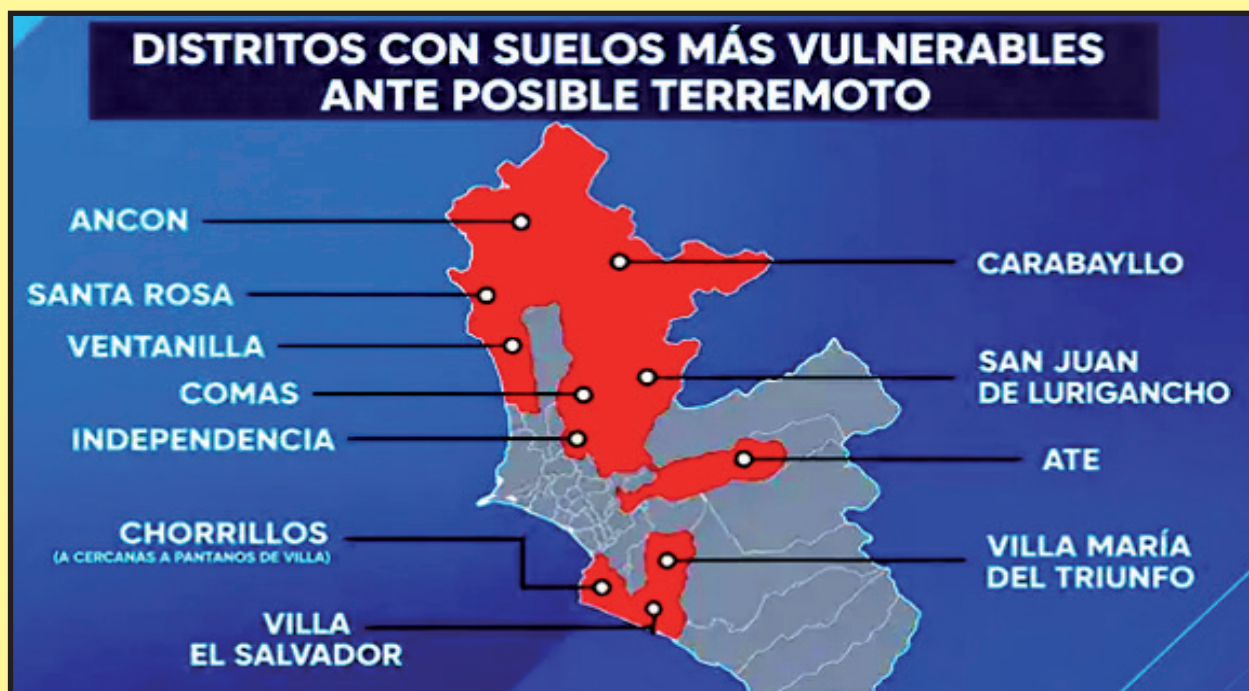 DISTRITOS CON SUELOS MÁS VULNERABLES
ANTE POSIBLE TERREMOTO
ANCON
SANTA ROSA
VENTANILLA
COMAS
INDEPENDENCIA
CHORRILLOS
(A CERCANAS A PANTANOS DE VILLA)
VILLA
EL SALVADOR
CARABAYLLO
SAN JUAN
DE LURIGANCHO
ATE
VILLA MARÍA
DEL TRIUNFO